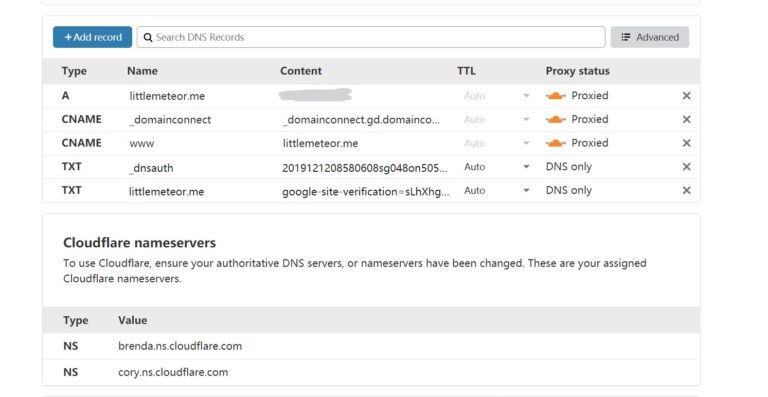 +Add record Search DNS Records Advanced
Type Name Content TTL Proxy status
A littlemeteor.me Auto Proxied
CNAME _domainconnect _domainconnect.gd.domainco... Auto Proxied
CNAME www littlemeteor.me Auto Proxied
TXT _dnsauth 2019121208580608sg048on505... Auto DNS only
TXT littlemeteor.me google-site-verification=sLhXhg... Auto DNS only
Cloudflare nameservers
To use Cloudflare, ensure your authoritative DNS servers, or nameservers have been changed. These are your assigned
Cloudflare nameservers.
Type Value
NS brenda.ns.cloudflare.com
NS cory.ns.cloudflare.com